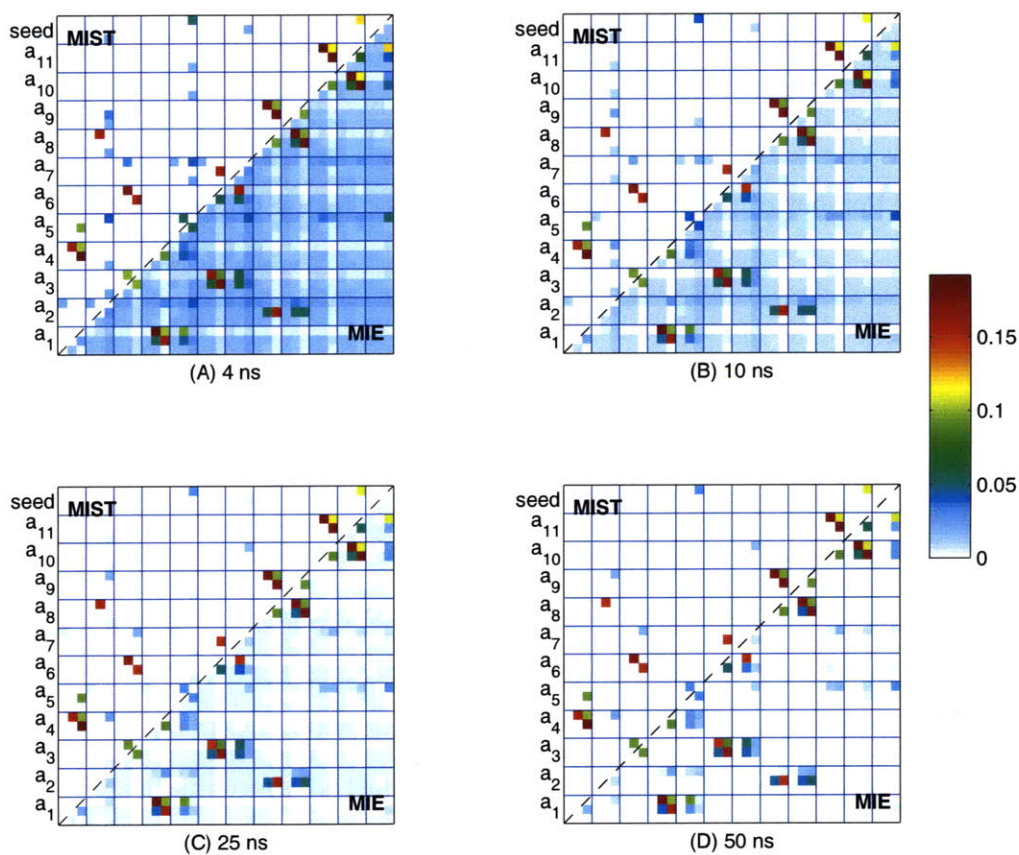 seed
MIST
a11
a10
a9
a8
a7
a6
a5
a4
a3
a2
a1
MIE
(A) 4 ns
seed
MIST
a11
a10
a9
a8
a7
a6
a5
a4
a3
a2
a1
MIE
(B) 10 ns
0.15
0.1
0.05
0
seed
MIST
a11
a10
a9
a8
a7
a6
a5
a4
a3
a2
a1
MIE
(C) 25 ns
seed
MIST
a11
a10
a9
a8
a7
a6
a5
a4
a3
a2
a1
MIE
(D) 50 ns